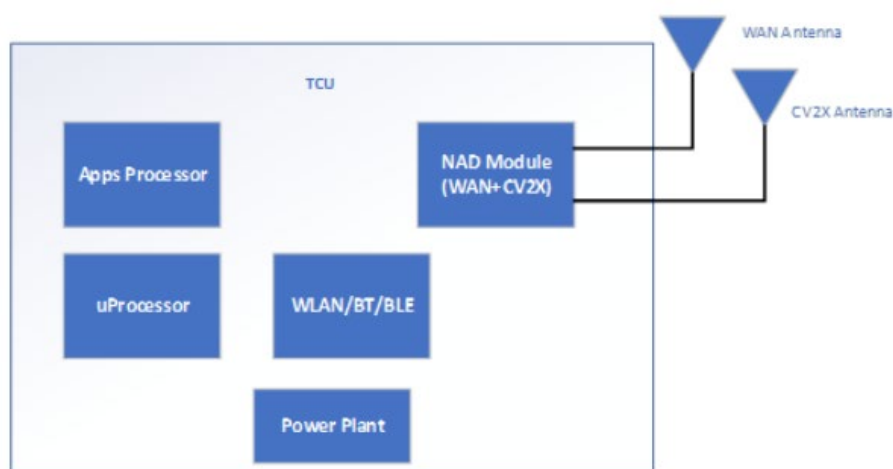 WAN Antenna
TCU
CV2X Antenna
Apps Processor
NAD Module
(WAN+CV2X)
uProcessor
WLAN/BT/BLE
Power Plant